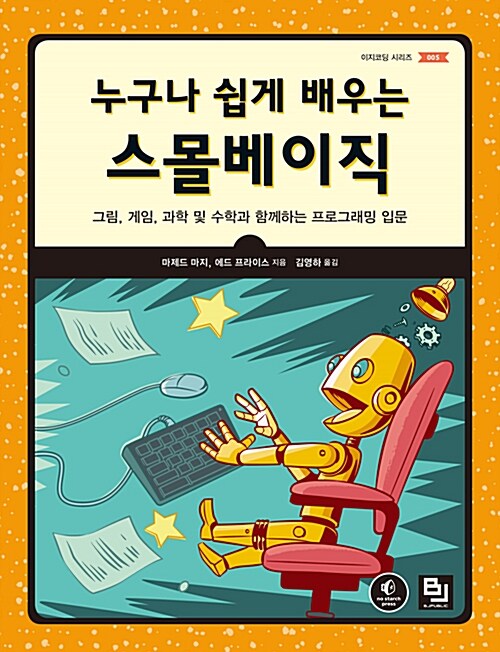 이지코딩 시리즈 005
누구나 쉽게 배우는
스몰베이직
그림, 게임, 과학 및 수학과 함께하는 프로그래밍 입문
마제드 마지, 에드 프라이스 지음 김영하 옮김
no starch
press
BJ
BJPUBLIC